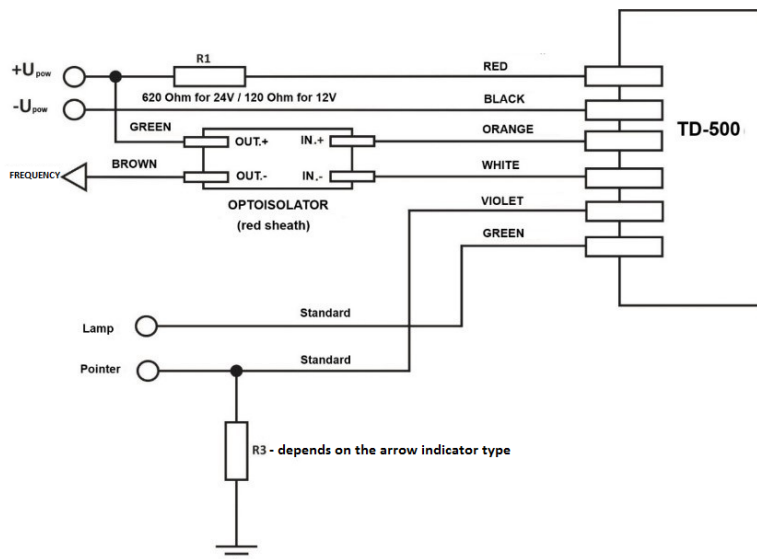 R1
+U pow
RED
620 Ohm for 24V / 120 Ohm for 12V
-U pow
BLACK
GREEN
ORANGE
TD-500
OUT.+ IN.+
BROWN
WHITE
FREQUENCY
OUT.- IN.-
OPTOISOLATOR
(red sheath)
VIOLET
GREEN
Lamp
Standard
Pointer
Standard
R3 - depends on the arrow indicator type